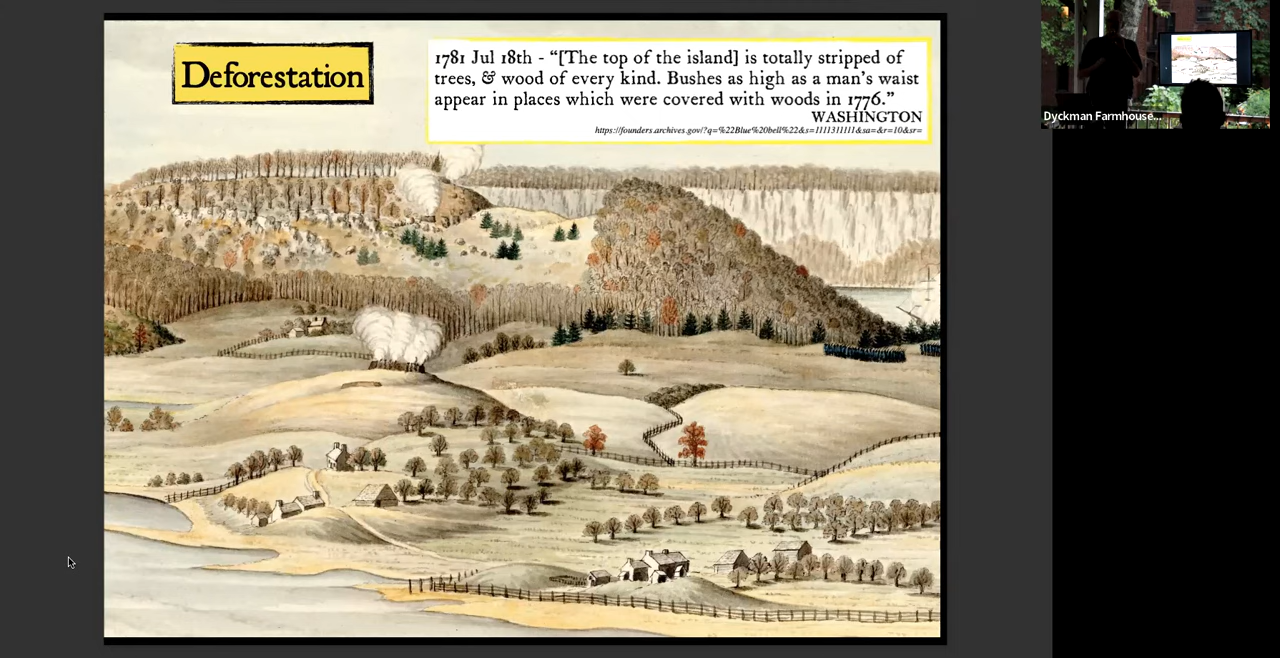 Deforestation
1781 Jul 18th - “[The top of the island] is totally stripped of
trees, & wood of every kind. Bushes as high as a man’s waist
appear in places which were covered with woods in 1776.”
WASHINGTON
https://founders.archives.gov/?q=%22Blue%20bell%22&s=1111311111&sa=&r=10&sr=
Dyckman Farmhouse...